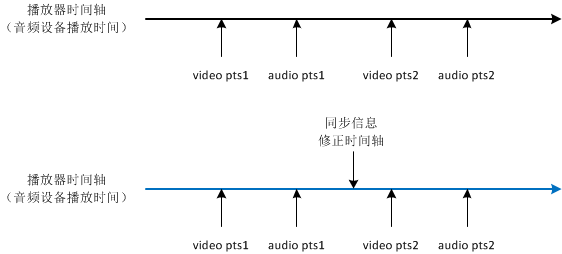 播放器时间轴
（音频设备播放时间）
video pts1 audio pts1 video pts2 audio pts2
同步信息
修正时间轴
播放器时间轴
（音频设备播放时间）
video pts1 audio pts1 video pts2 audio pts2